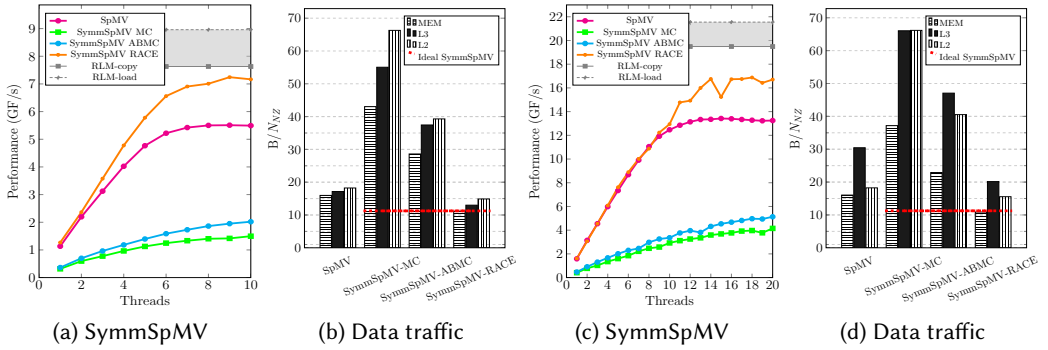 SpMV
SymmSpMV MC
SymmSpMV ABMC
SymmSpMV RACE
RLM-copy
RLM-load
Performance (GF/s)
9
8
7
6
5
4
3
2
1
0
0 2 4 6 8 10
Threads
(a) SymmSpMV
MEM
L3
L2
Ideal SymmSpMV
B/N_NZ
70
60
50
40
30
20
10
0
SpMV
SymmSpMV-MC
SymmSpMV-ABMC
SymmSpMV-RACE
(b) Data traffic
SpMV
SymmSpMV MC
SymmSpMV ABMC
SymmSpMV RACE
RLM-copy
RLM-load
Performance (GF/s)
22
20
18
16
14
12
10
8
6
4
2
0
2 4 6 8 10 12 14 16 18 20
Threads
(c) SymmSpMV
MEM
L3
L2
Ideal SymmSpMV
B/N_NZ
70
60
50
40
30
20
10
0
SpMV
SymmSpMV-MC
SymmSpMV-ABMC
SymmSpMV-RACE
(d) Data traffic